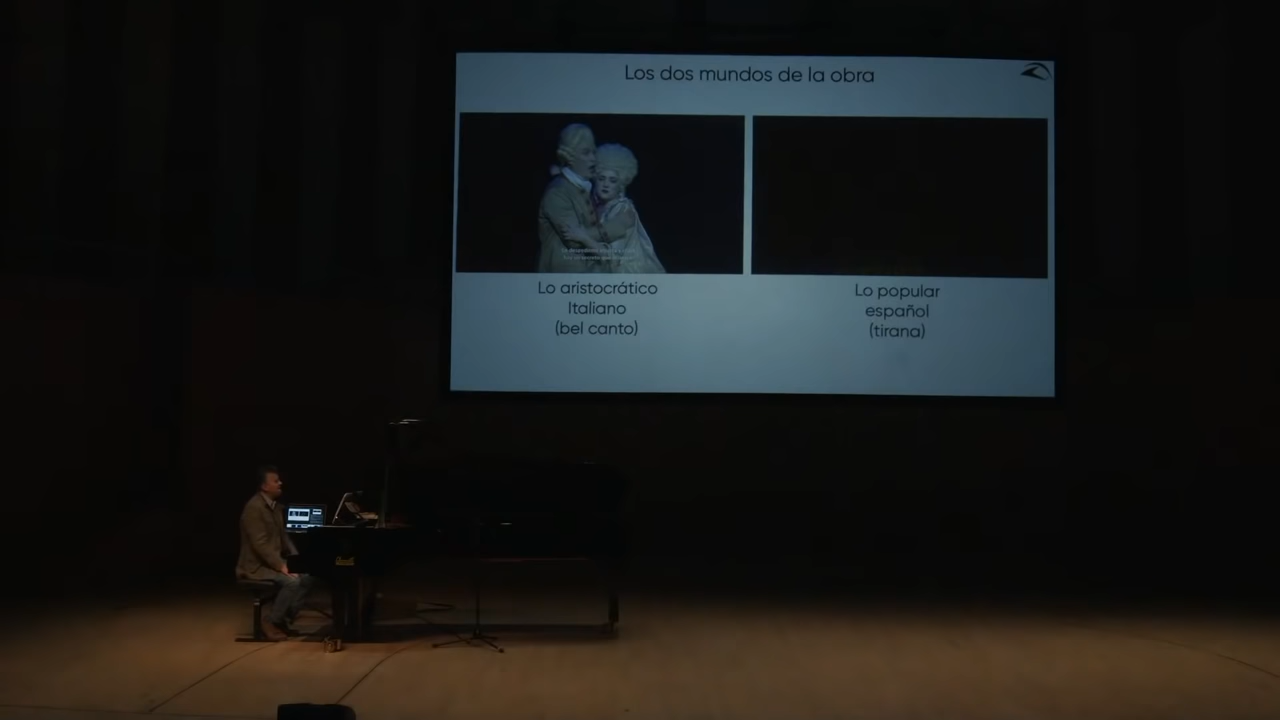 Los dos mundos de la obra
Lo aristocrático
Italiano
(bel canto)
Lo popular
español
(tirana)